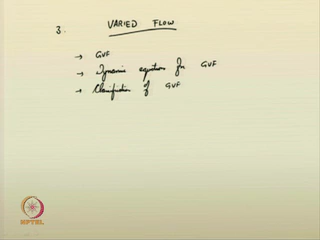 3. VARIED FLOW
→ GVF
→ Dynamic equation for GVF
→ Classification of GVF
NPTEL